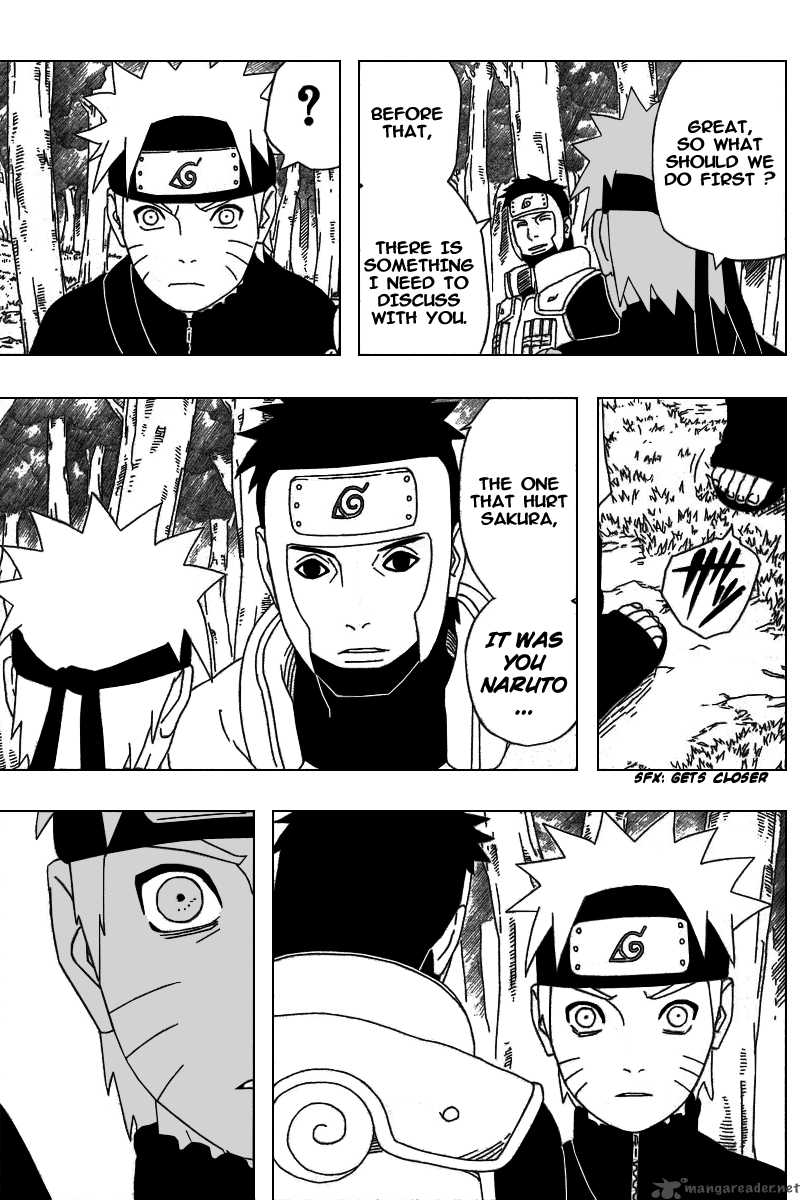 GREAT,
SO WHAT
SHOULD WE
DO FIRST ?
BEFORE
THAT,
THERE IS
SOMETHING
I NEED TO
DISCUSS
WITH YOU.
?
SFX: GETS CLOSER
THE ONE
THAT HURT
SAKURA,
IT WAS
YOU
NARUTO
...
mangareader.net